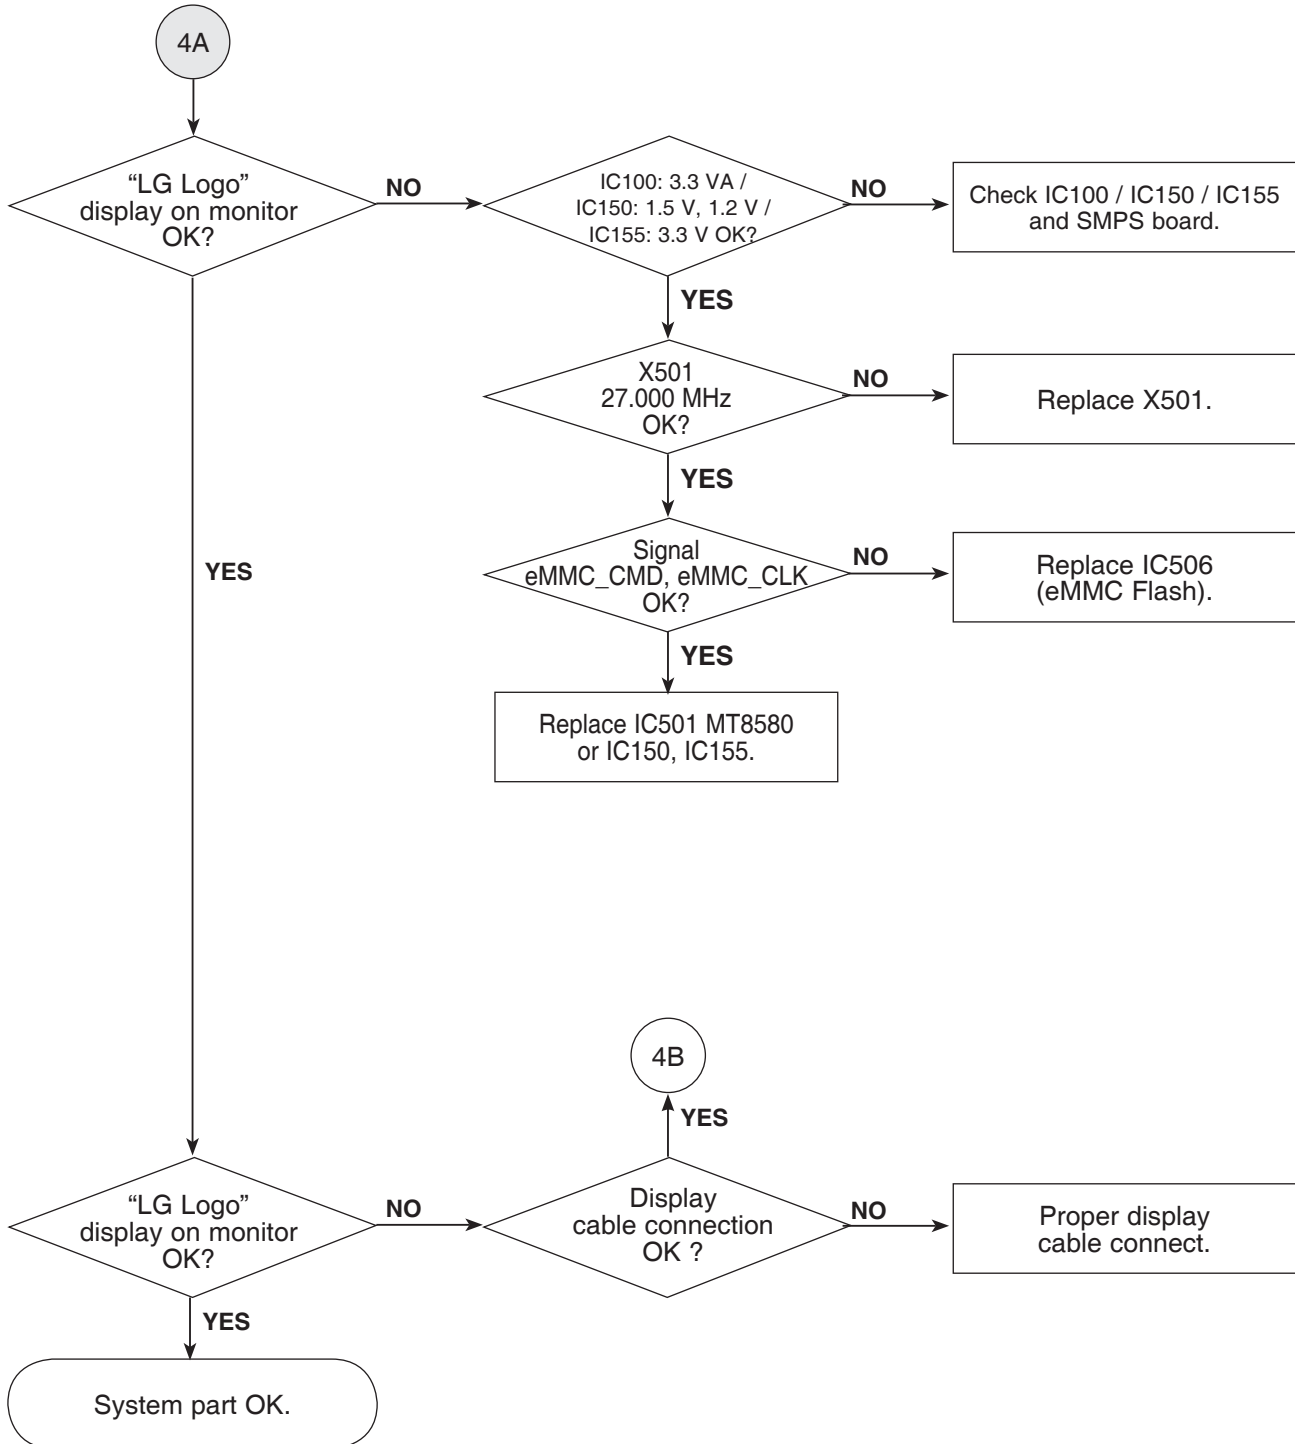 4A
“LG Logo”
display on monitor
OK?
NO
IC100: 3.3 VA /
IC150: 1.5 V, 1.2 V /
IC155: 3.3 V OK?
NO
Check IC100 / IC150 / IC155
and SMPS board.
YES
X501
27.000 MHz
OK?
NO
Replace X501.
YES
Signal
eMMC_CMD, eMMC_CLK
OK?
NO
Replace IC506
(eMMC Flash).
YES
YES
Replace IC501 MT8580
or IC150, IC155.
4B
YES
“LG Logo”
display on monitor
OK?
NO
Display
cable connection
OK ?
NO
Proper display
cable connect.
YES
System part OK.